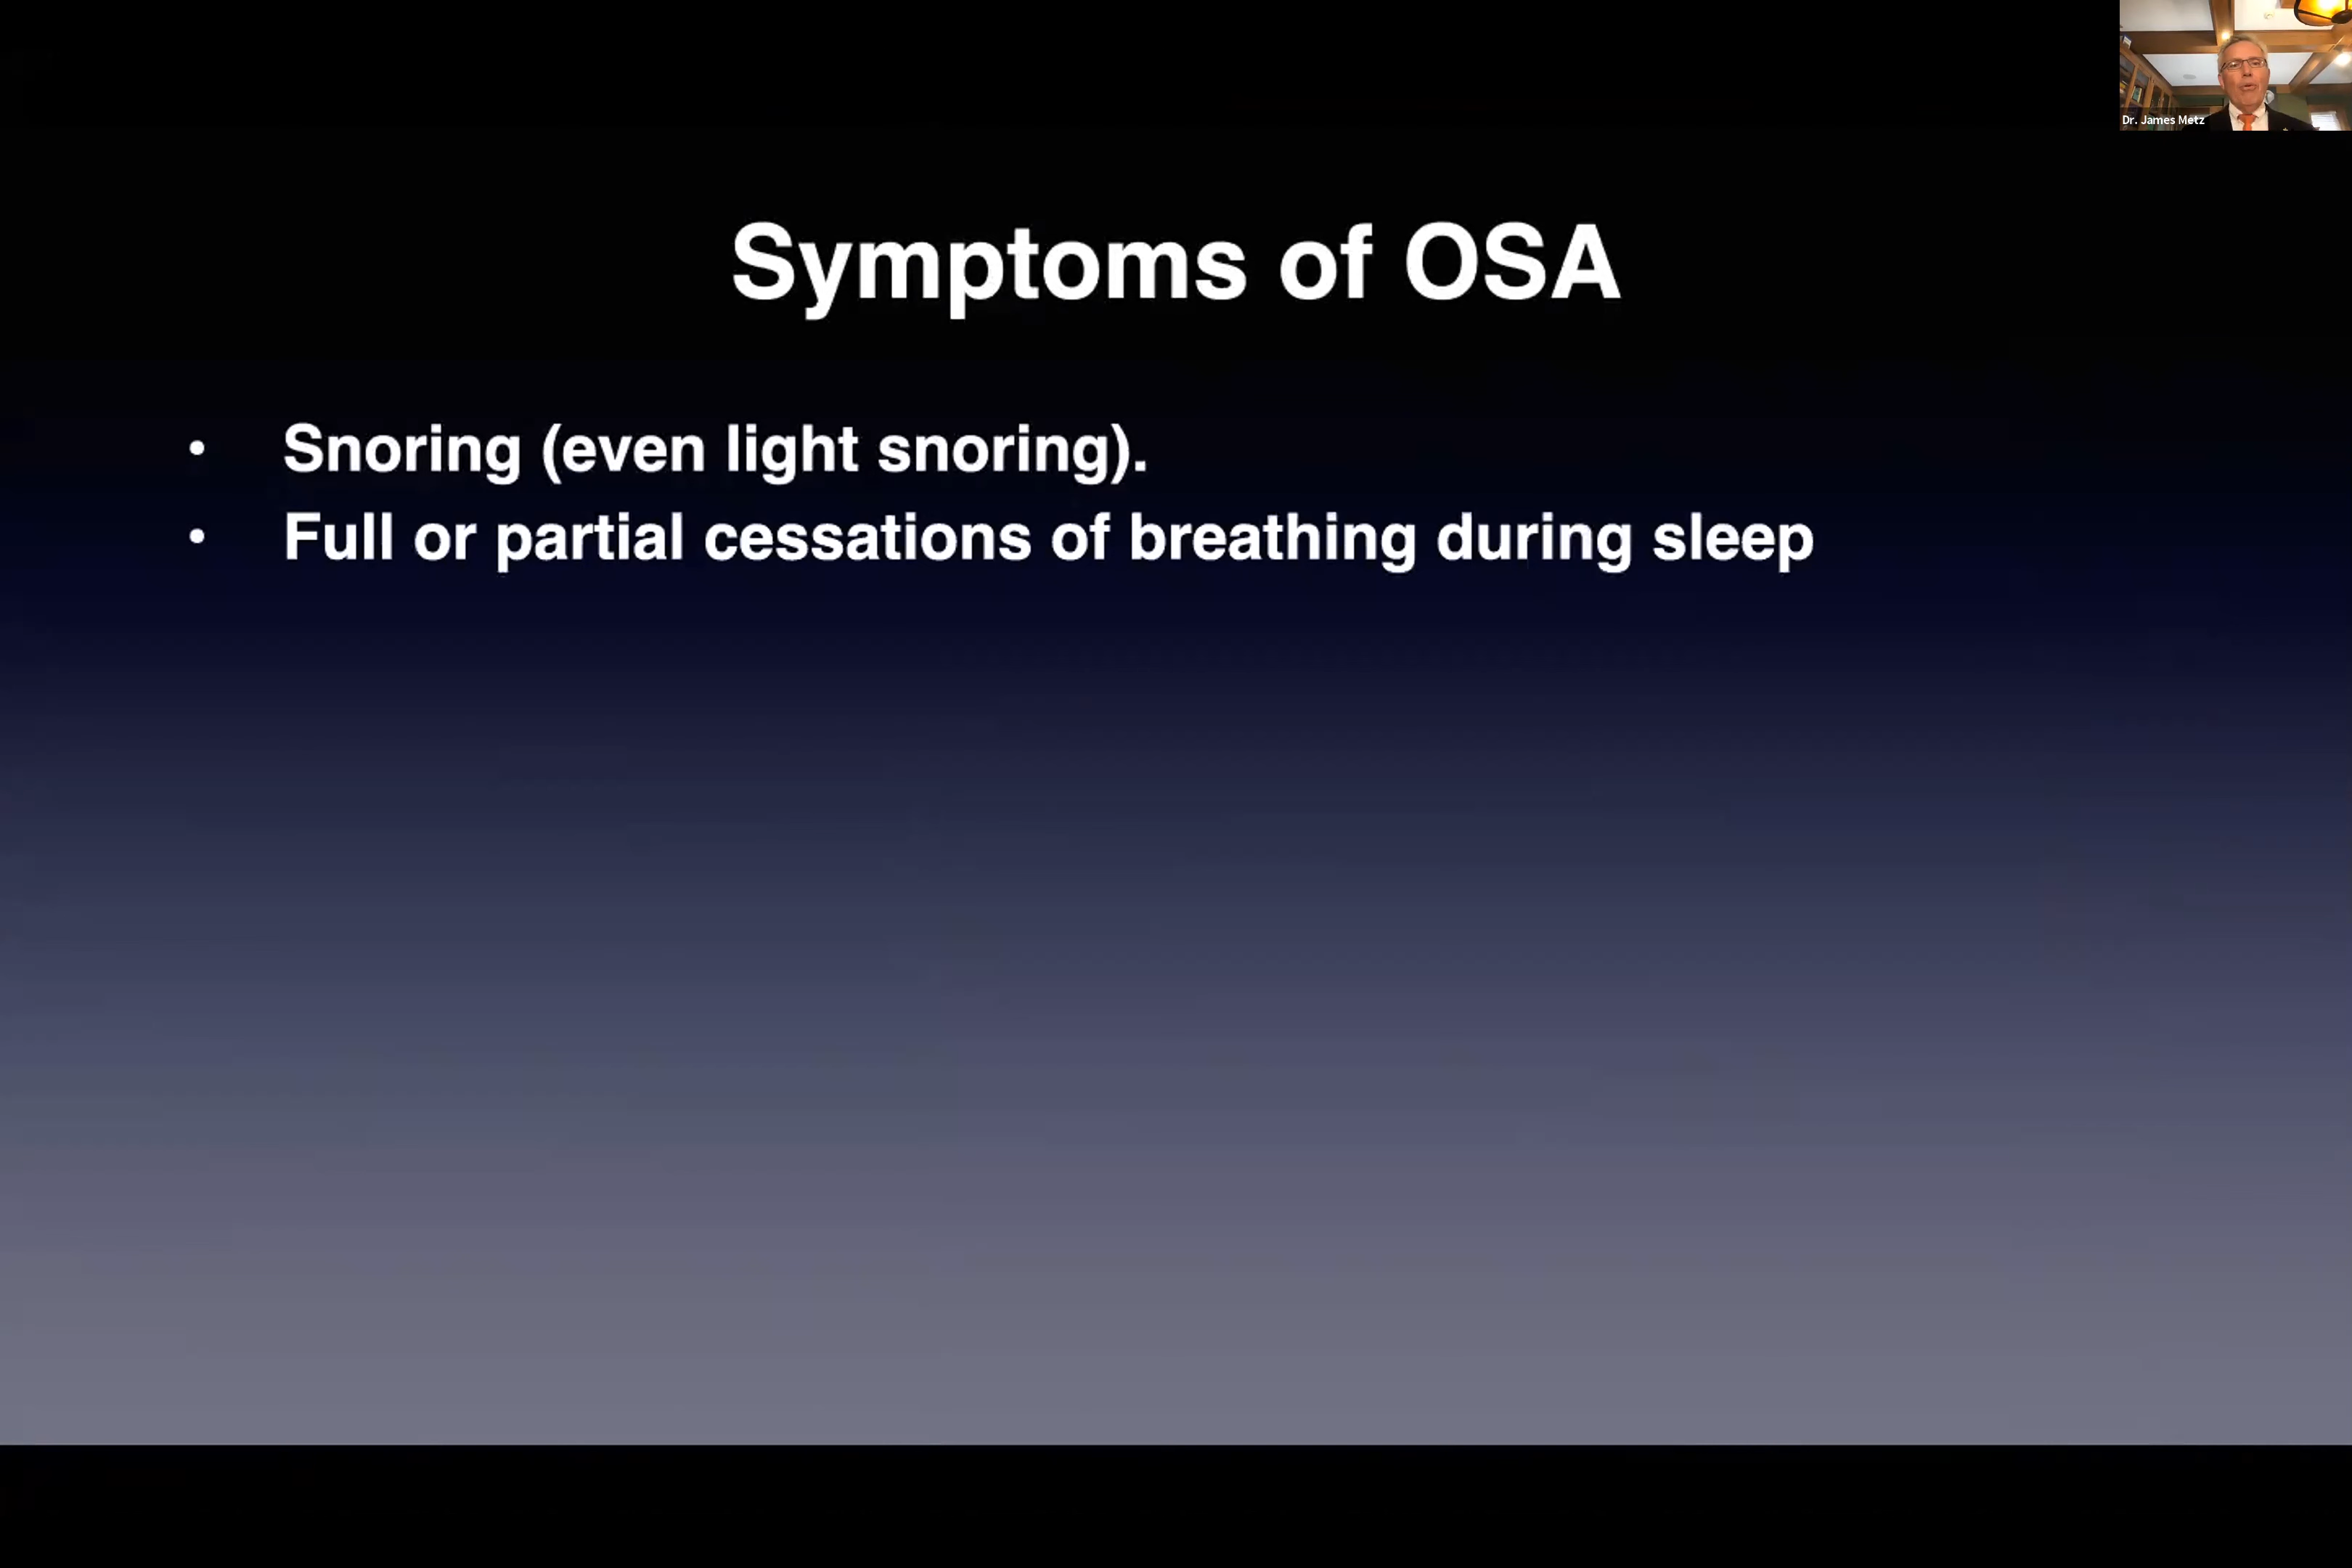 Dr. James Metz
Symptoms of OSA
• Snoring (even light snoring).
• Full or partial cessations of breathing during sleep